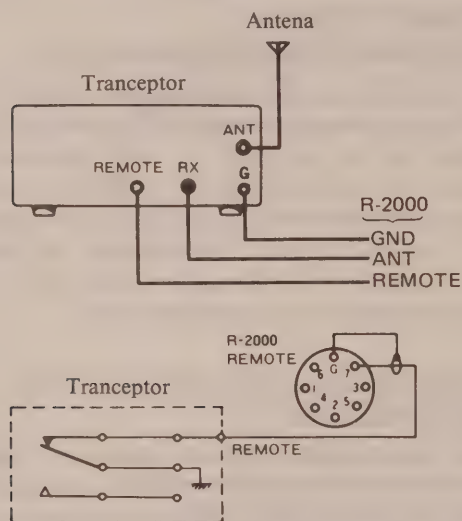 Antena
Tranceptor
ANT
REMOTE RX G
R-2000
GND
ANT
REMOTE
R-2000
REMOTE
G
6 7
1 3
4 5
2
Tranceptor
REMOTE